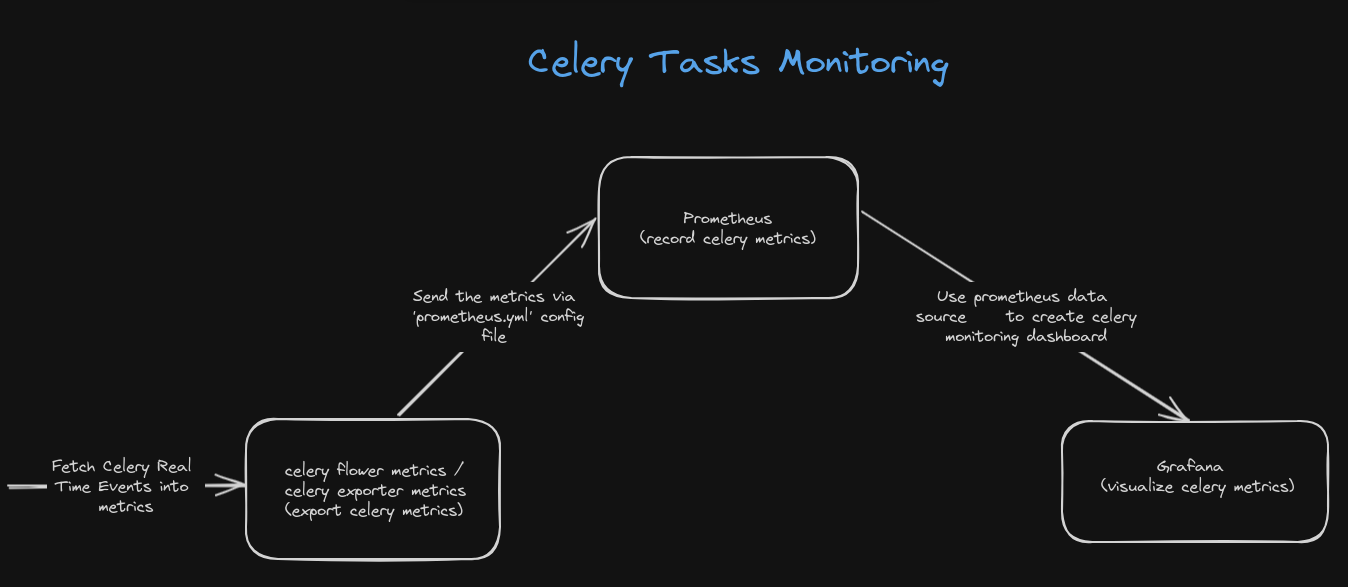 Celery Tasks Monitoring
Prometheus
(record celery metrics)
Send the metrics via
'prometheus.yml' config
file
Use prometheus data
source to create celery
monitoring dashboard
Fetch Celery Real
Time Events into
metrics
celery flower metrics /
celery exporter metrics
(export celery metrics)
Grafana
(visualize celery metrics)